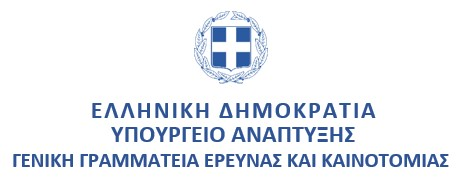 ΕΛΛΗΝΙΚΗ ΔΗΜΟΚΡΑΤΙΑ
ΥΠΟΥΡΓΕΙΟ ΑΝΑΠΤΥΞΗΣ
ΓΕΝΙΚΗ ΓΡΑΜΜΑΤΕΙΑ ΕΡΕΥΝΑΣ ΚΑΙ ΚΑΙΝΟΤΟΜΙΑΣ